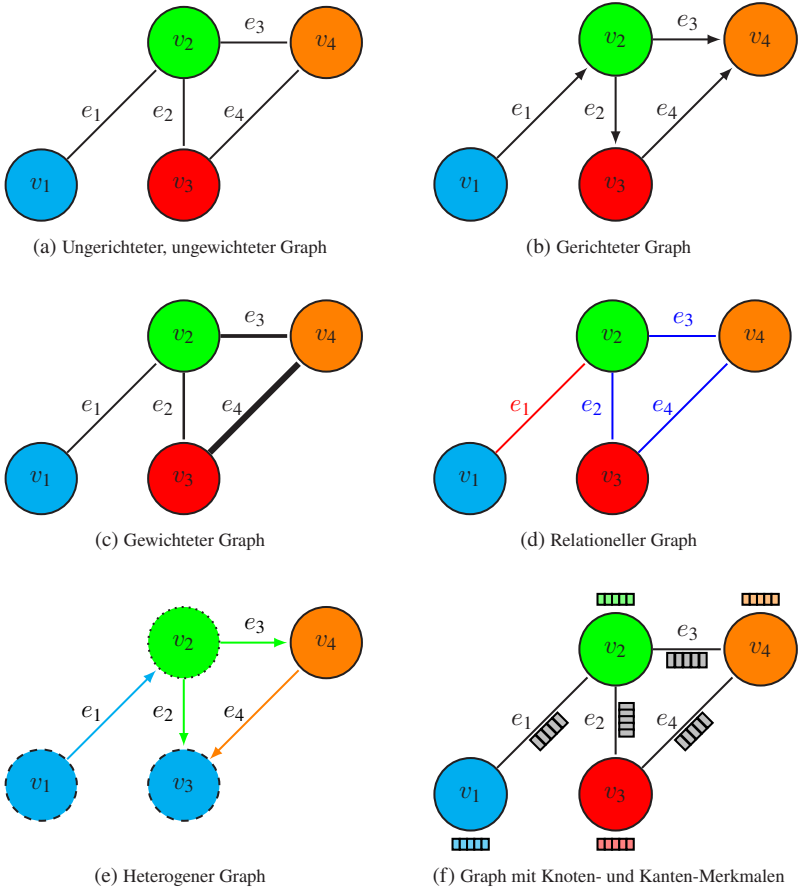 v₂ e₃ v₄
e₁ e₂ e₄
v₁ v₃
(a) Ungerichteter, ungewichteter Graph
v₂ e₃ v₄
e₁ e₂ e₄
v₁ v₃
(b) Gerichteter Graph
v₂ e₃ v₄
e₁ e₂ e₄
v₁ v₃
(c) Gewichteter Graph
v₂ e₃ v₄
e₁ e₂ e₄
v₁ v₃
(d) Relationeller Graph
v₂ e₃ v₄
e₁ e₂ e₄
v₁ v₃
(e) Heterogener Graph
v₂ e₃ v₄
e₁ e₂ e₄
v₁ v₃
(f) Graph mit Knoten- und Kanten-Merkmalen